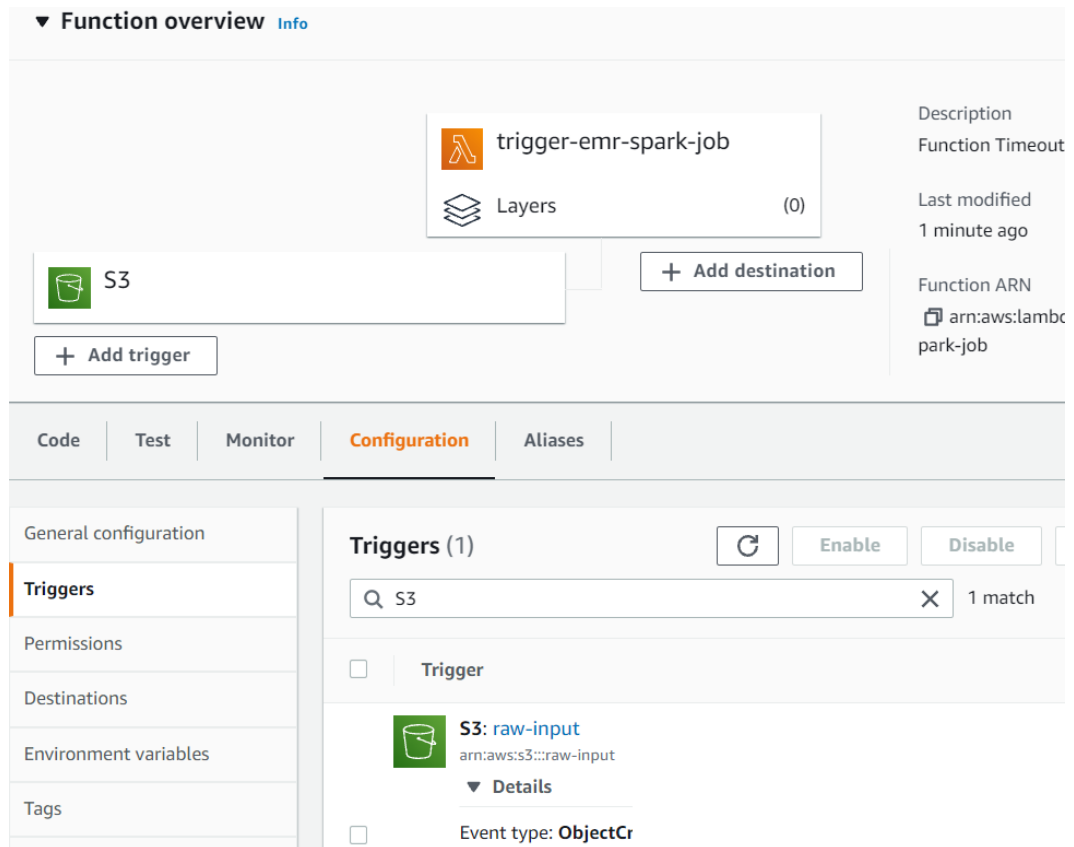 Function overview Info
trigger-emr-spark-job
Layers (0)
S3
Add destination
Add trigger
Description
Function Timeout
Last modified
1 minute ago
Function ARN
arn:aws:lambd
park-job
Code Test Monitor Configuration Aliases
General configuration
Triggers
Permissions
Destinations
Environment variables
Tags
Triggers (1)
Enable Disable
S3 1 match
Trigger
S3: raw-input
arn:aws:s3:::raw-input
Details
Event type: ObjectCr